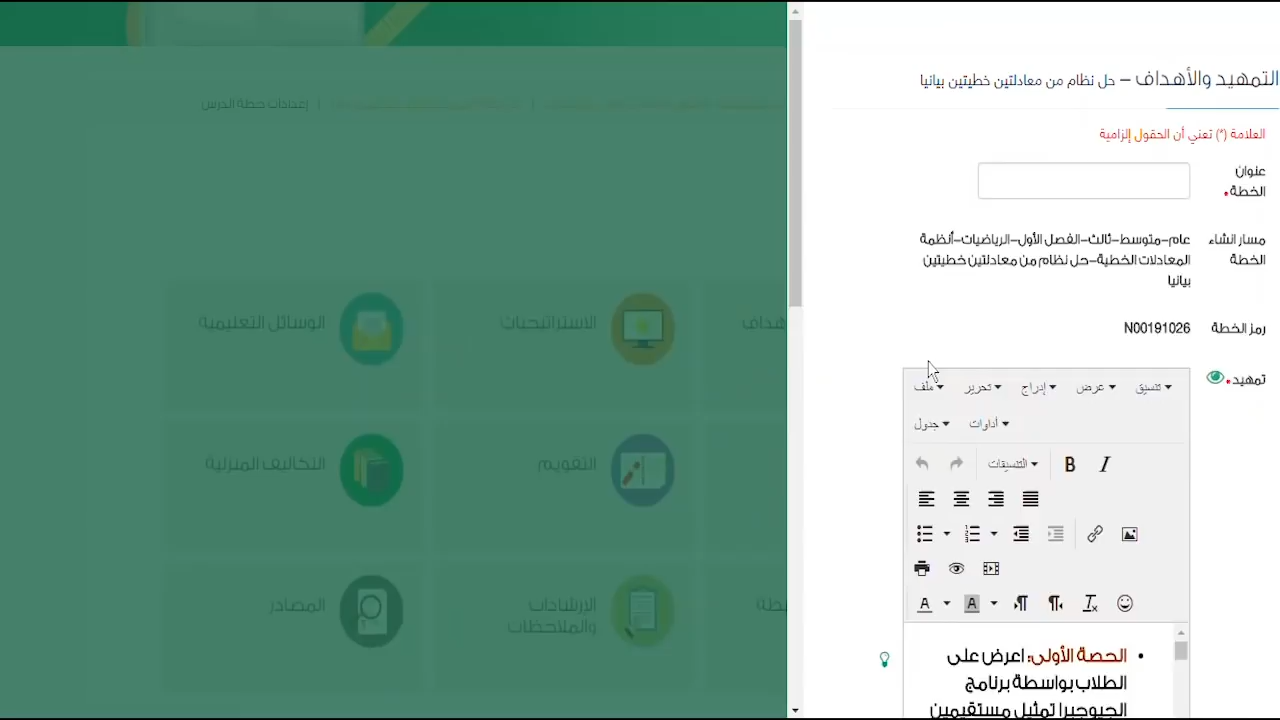 التمهيد والأهداف – حل نظام من معادلتين خطيتين بيانيا
العلامة (*) تعني أن الحقول إلزامية
عنوان
الخطة*
مسار انشاء
الخطة
عام-متوسط-ثالث-الفصل الأول-الرياضيات-أنظمة
المعادلات الخطية-حل نظام من معادلتين خطيتين
بيانيا
رمز الخطة
N00191026
تمهيد*
ملف
تحرير
إدراج
عرض
تنسيق
جدول
أداوات
التنسيقات
B
I
A
A
الحصة الأولى: اعرض على
الطلاب بواسطة برنامج
الجيوجبرا تمثيل مستقيمين
إعدادات خطة الدرس
الاستراتيجيات
الوسائل التعليمية
التقويم
التكاليف المنزلية
الإرشادات
والملاحظات
المصادر